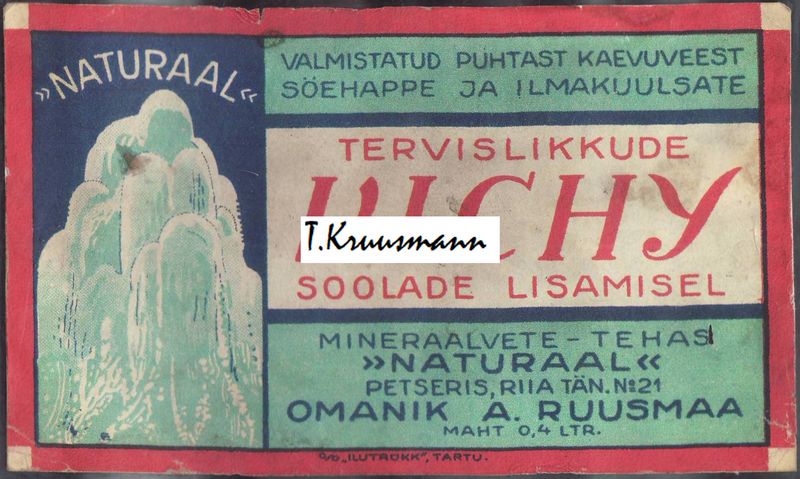 »NATURAAL«
VALMISTATUD PUHTAST KAEVUVEEST
SÖEHAPPE JA ILMAKUULSATE
TERVISLIKKUDE
VICHY
T.Kruusmann
SOOLADE LISAMISEL
MINERAALVETE - TEHAS
»NATURAAL«
PETSERIS, RIIA TÄN. №21
OMANIK A. RUUSMAA
MAHT 0,4 LTR.
O/Ü „ILUTRÜKK“, TARTU.